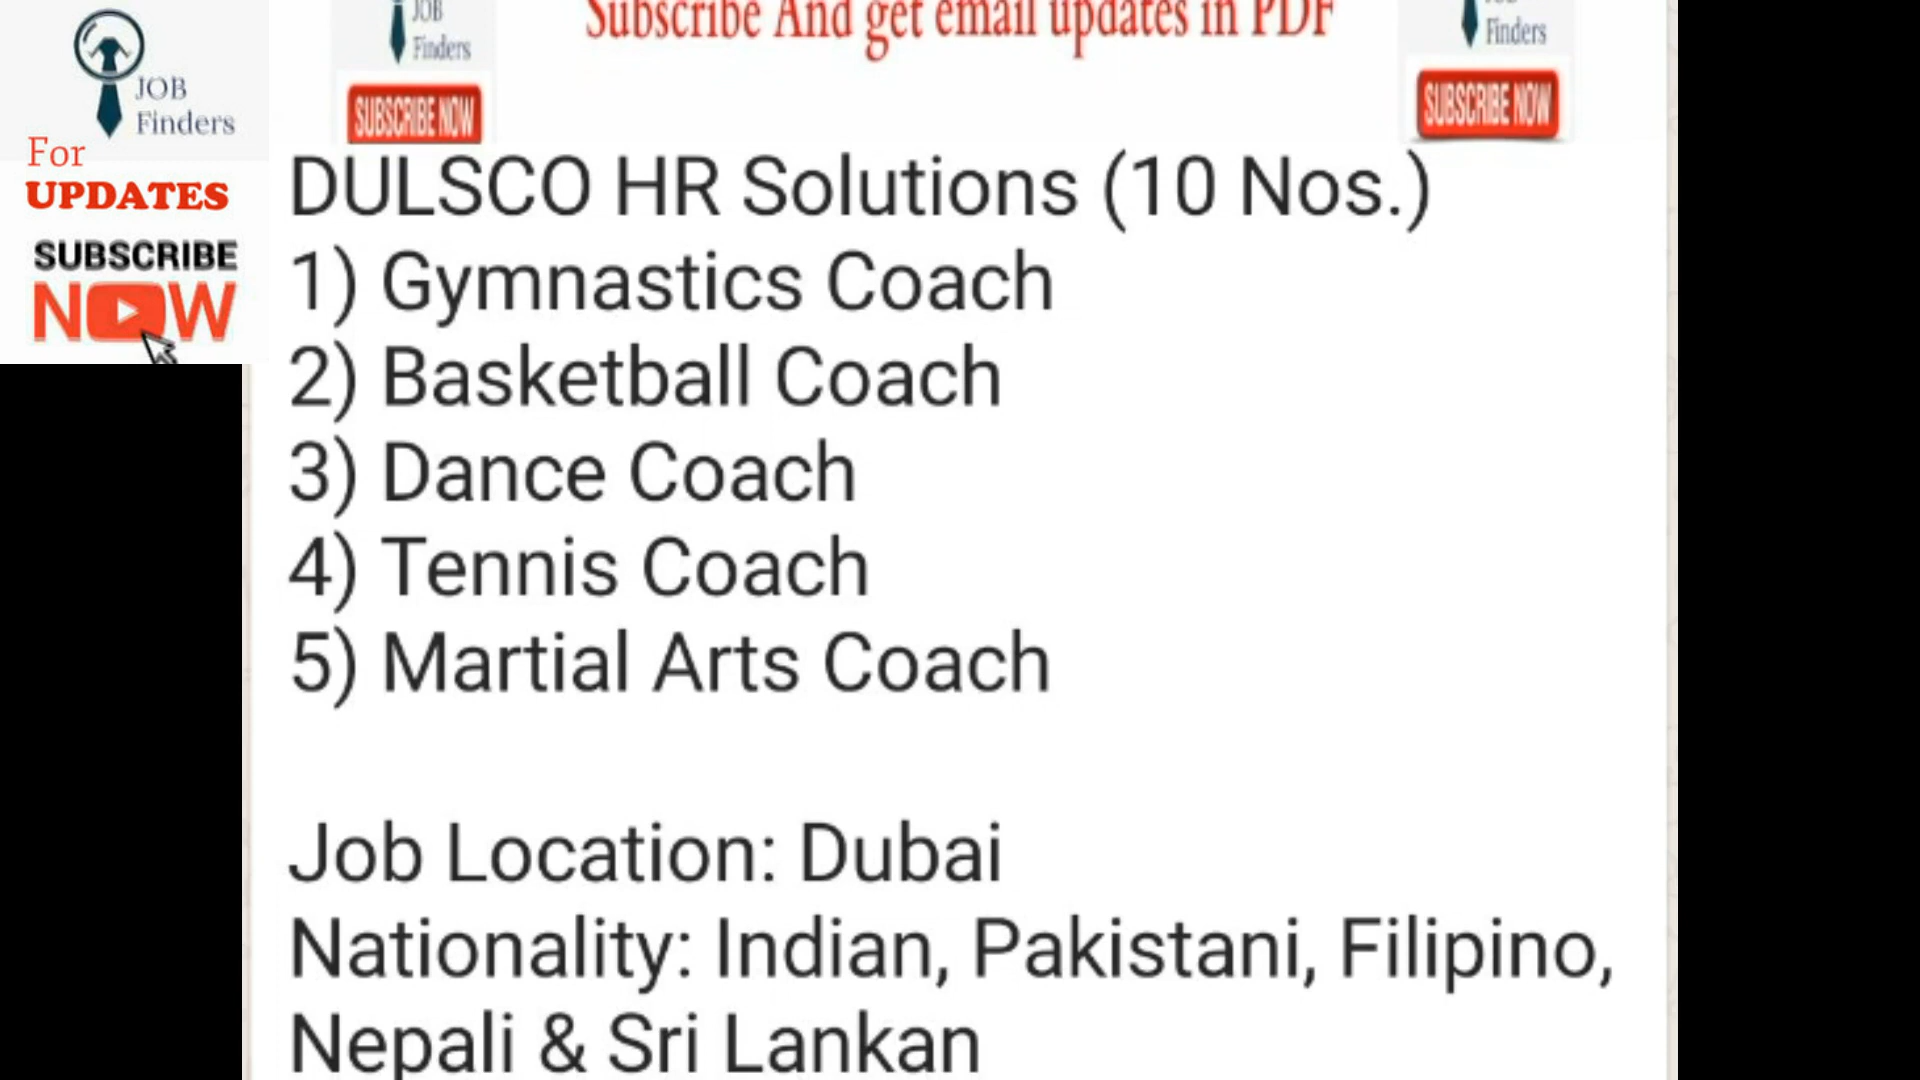 JOB
Finders
For
UPDATES
SUBSCRIBE
NOW
JOB
Finders
SUBSCRIBE NOW
Subscribe And get email updates in PDF
Finders
SUBSCRIBE NOW
DULSCO HR Solutions (10 Nos.)
1) Gymnastics Coach
2) Basketball Coach
3) Dance Coach
4) Tennis Coach
5) Martial Arts Coach
Job Location: Dubai
Nationality: Indian, Pakistani, Filipino,
Nepali & Sri Lankan